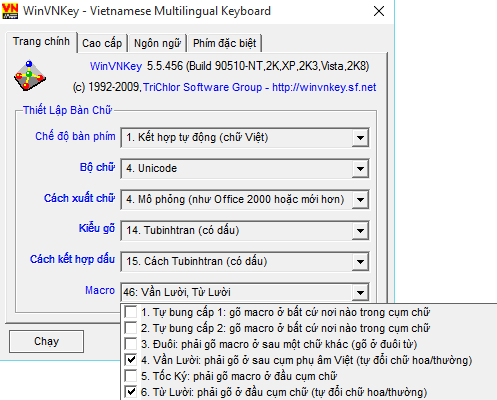 VN WinVNKey - Vietnamese Multilingual Keyboard
Trang chính Cao cấp Ngôn ngữ Phím đặc biệt
WinVNKey 5.5.456 (Build 90510-NT,2K,XP,2K3,Vista,2K8)
(c) 1992-2009,TriChlor Software Group - http://winvnkey.sf.net
Thiết Lập Bàn Chữ
Chế độ bàn phím 1. Kết hợp tự động (chữ Việt)
Bộ chữ 4. Unicode
Cách xuất chữ 4. Mô phỏng (như Office 2000 hoặc mới hơn)
Kiểu gõ 14. Tubinhtran (có dấu)
Cách kết hợp dấu 15. Cách Tubinhtran (có dấu)
Macro 46: Vần Lười, Từ Lười
Chạy
1. Tự bung cấp 1: gõ macro ở bất cứ nơi nào trong cụm chữ
2. Tự bung cấp 2: gõ macro ở bất cứ nơi nào trong cụm chữ
3. Đuôi: phải gõ macro ở sau một chữ khác (gõ ở đuôi từ)
4. Vần Lười: phải gõ ở sau cụm phụ âm Việt (tự đổi chữ hoa/thường)
5. Tốc Ký: phải gõ macro ở đầu cụm chữ
6. Từ Lười: phải gõ ở đầu cụm chữ (tự đổi chữ hoa/thường)